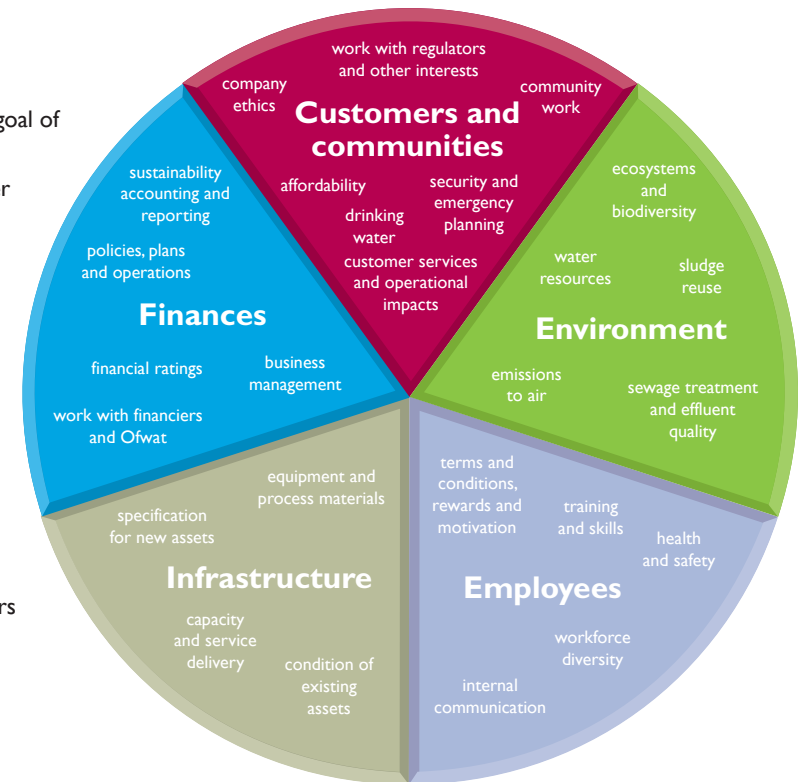 goal of
er
rs
work with regulators
and other interests
company
ethics
community
work
Customers and
communities
affordability
security and
emergency
planning
drinking
water
customer services
and operational
impacts
ecosystems
and
biodiversity
water
resources
sludge
reuse
Environment
emissions
to air
sewage treatment
and effluent
quality
terms and
conditions,
rewards and
motivation
training
and skills
health
and safety
Employees
workforce
diversity
internal
communication
equipment and
process materials
specification
for new assets
Infrastructure
capacity
and service
delivery
condition of
existing
assets
sustainability
accounting and
reporting
policies, plans
and operations
Finances
financial ratings
business
management
work with financiers
and Ofwat